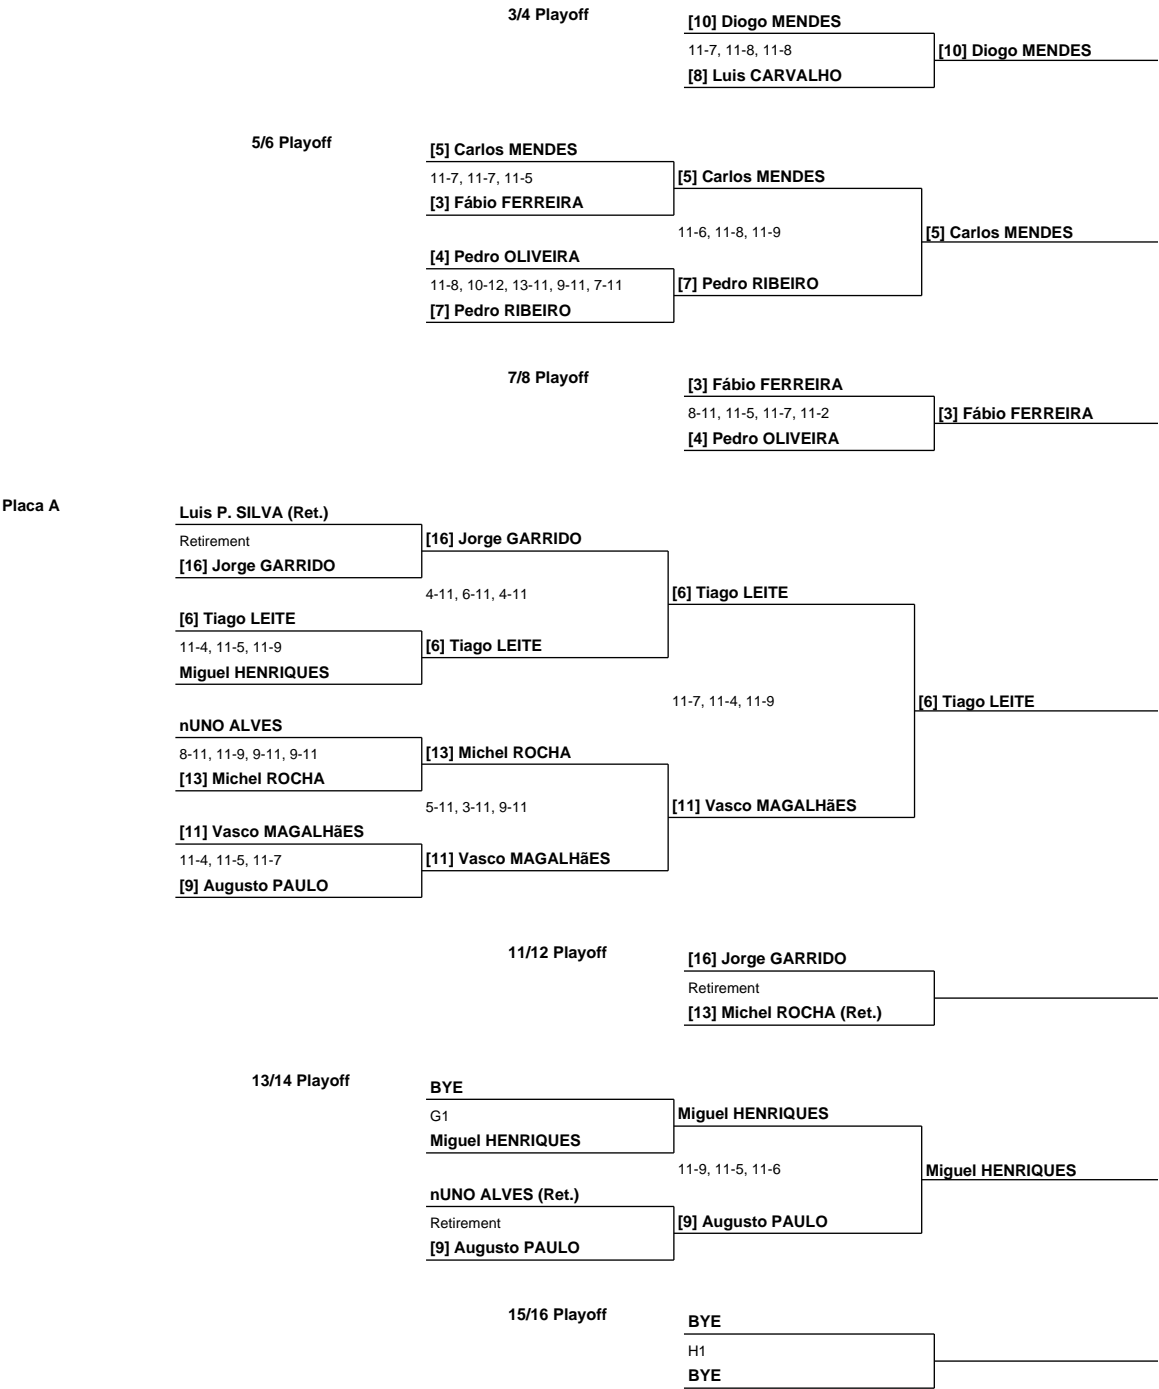 3/4 Playoff
[10] Diogo MENDES
11-7, 11-8, 11-8
[10] Diogo MENDES
[8] Luis CARVALHO
5/6 Playoff
[5] Carlos MENDES
11-7, 11-7, 11-5
[5] Carlos MENDES
[3] Fábio FERREIRA
11-6, 11-8, 11-9
[5] Carlos MENDES
[4] Pedro OLIVEIRA
11-8, 10-12, 13-11, 9-11, 7-11
[7] Pedro RIBEIRO
[7] Pedro RIBEIRO
7/8 Playoff
[3] Fábio FERREIRA
8-11, 11-5, 11-7, 11-2
[3] Fábio FERREIRA
[4] Pedro OLIVEIRA
Placa A
Luis P. SILVA (Ret.)
Retirement
[16] Jorge GARRIDO
[16] Jorge GARRIDO
4-11, 6-11, 4-11
[6] Tiago LEITE
[6] Tiago LEITE
11-4, 11-5, 11-9
[6] Tiago LEITE
Miguel HENRIQUES
11-7, 11-4, 11-9
[6] Tiago LEITE
nUNO ALVES
8-11, 11-9, 9-11, 9-11
[13] Michel ROCHA
[13] Michel ROCHA
5-11, 3-11, 9-11
[11] Vasco MAGALHãES
[11] Vasco MAGALHãES
11-4, 11-5, 11-7
[11] Vasco MAGALHãES
[9] Augusto PAULO
11/12 Playoff
[16] Jorge GARRIDO
Retirement
[13] Michel ROCHA (Ret.)
13/14 Playoff
BYE
G1
Miguel HENRIQUES
Miguel HENRIQUES
11-9, 11-5, 11-6
Miguel HENRIQUES
nUNO ALVES (Ret.)
Retirement
[9] Augusto PAULO
[9] Augusto PAULO
15/16 Playoff
BYE
H1
BYE